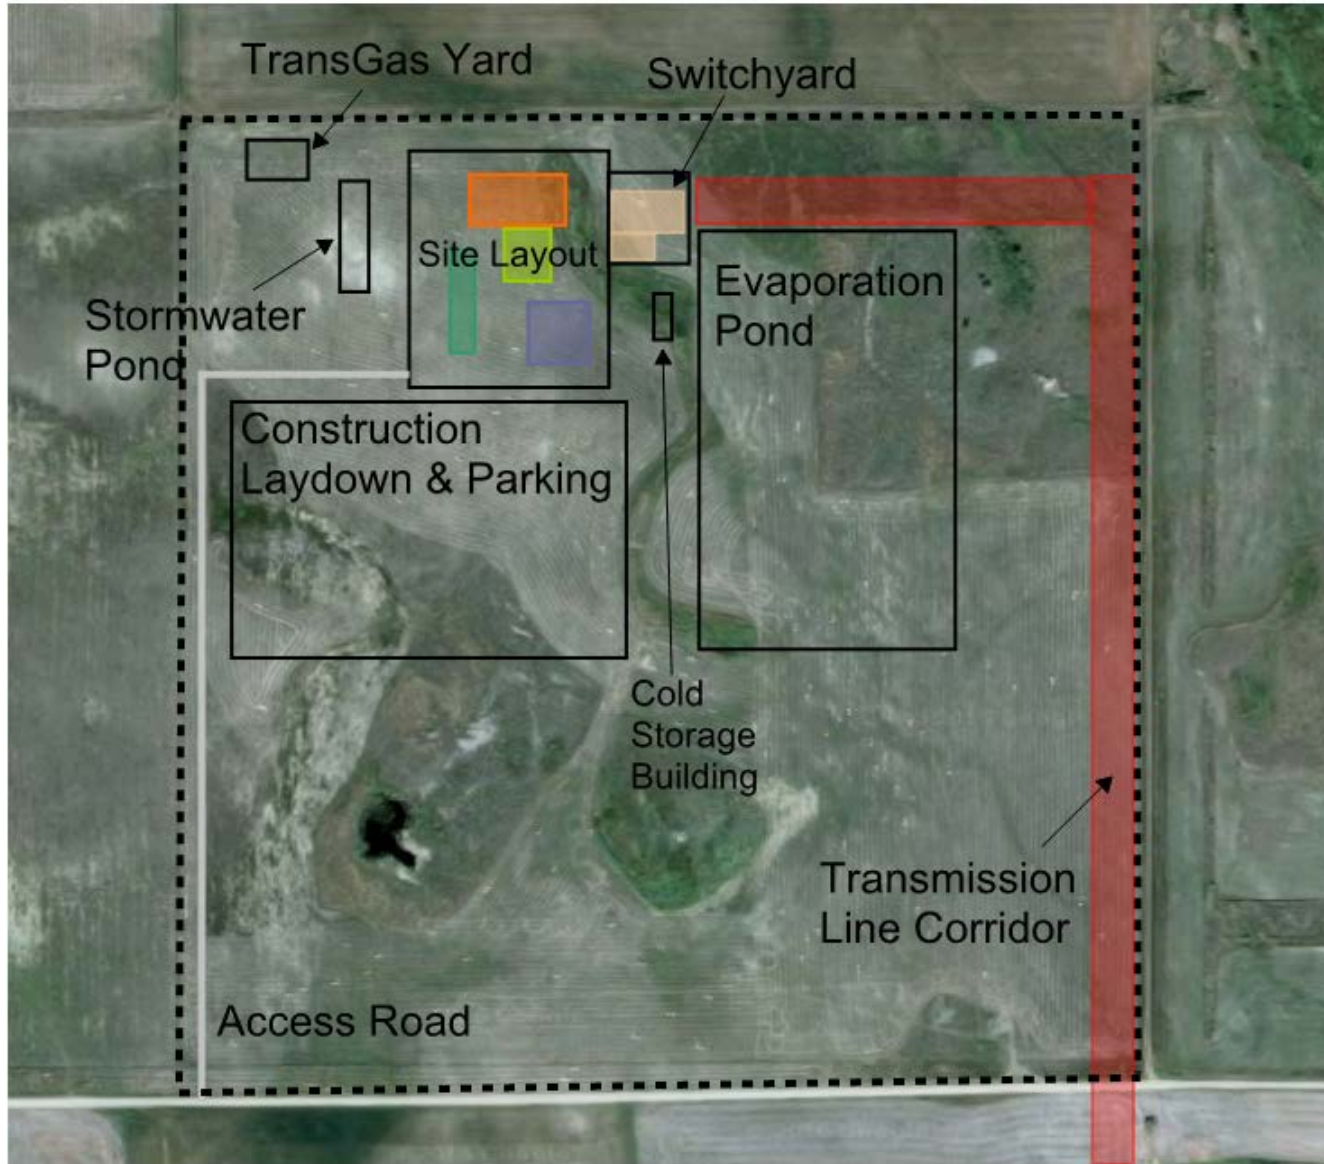 TransGas Yard
Switchyard
Site Layout
Evaporation
Pond
Stormwater
Pond
Construction
Laydown & Parking
Cold
Storage
Building
Transmission
Line Corridor
Access Road